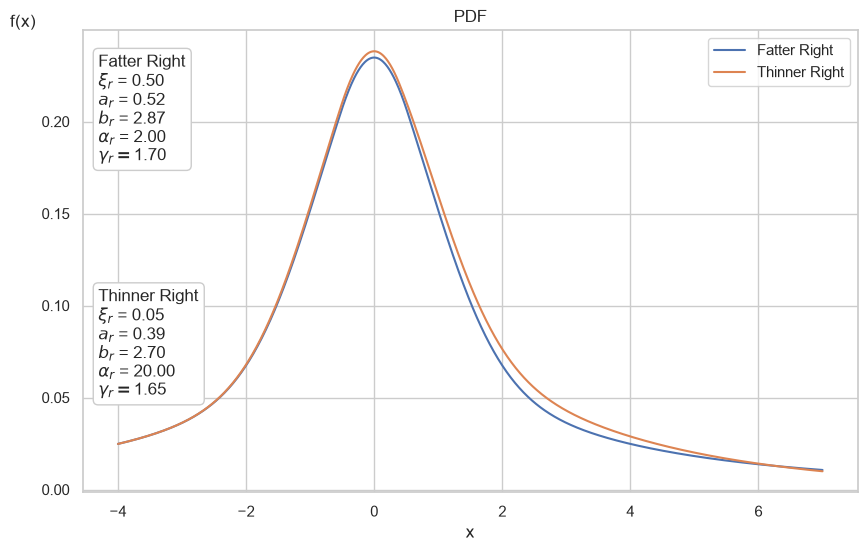 PDF
f(x)
Fatter Right
Thinner Right
Fatter Right
ξr = 0.50
ar = 0.52
br = 2.87
αr = 2.00
γr = 1.70
Thinner Right
ξr = 0.05
ar = 0.39
br = 2.70
αr = 20.00
γr = 1.65
0.20
0.15
0.10
0.05
0.00
−4 −2 0 2 4 6
x